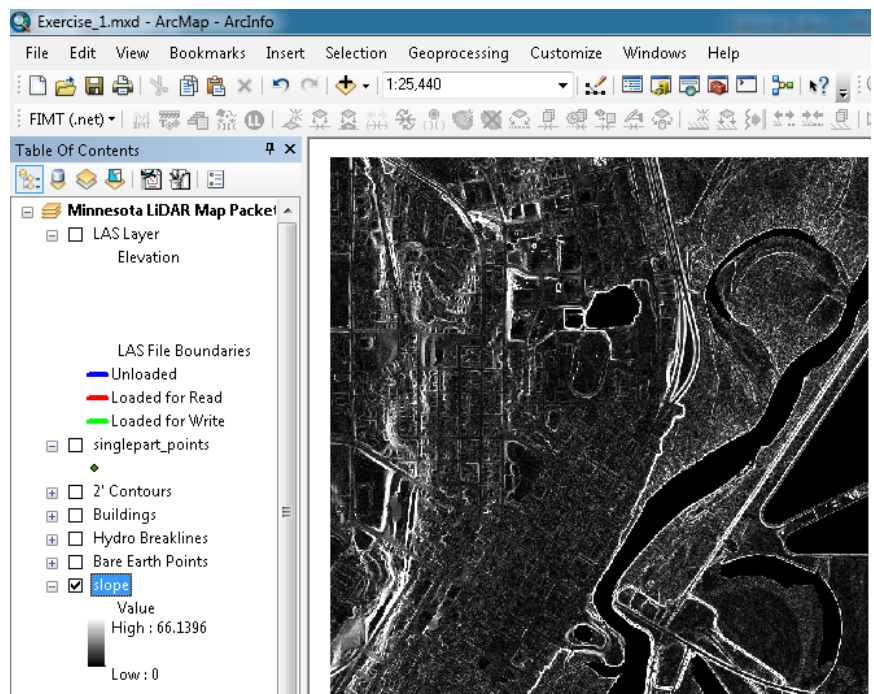 Exercise_1.mxd - ArcMap - ArcInfo
File Edit View Bookmarks Insert Selection Geoprocessing Customize Windows Help
1:25,440
FIMT (.net)
Table Of Contents
Minnesota LiDAR Map Packet
LAS Layer
Elevation
LAS File Boundaries
Unloaded
Loaded for Read
Loaded for Write
singlepart_points
2' Contours
Buildings
Hydro Breaklines
Bare Earth Points
slope
Value
High : 66.1396
Low : 0